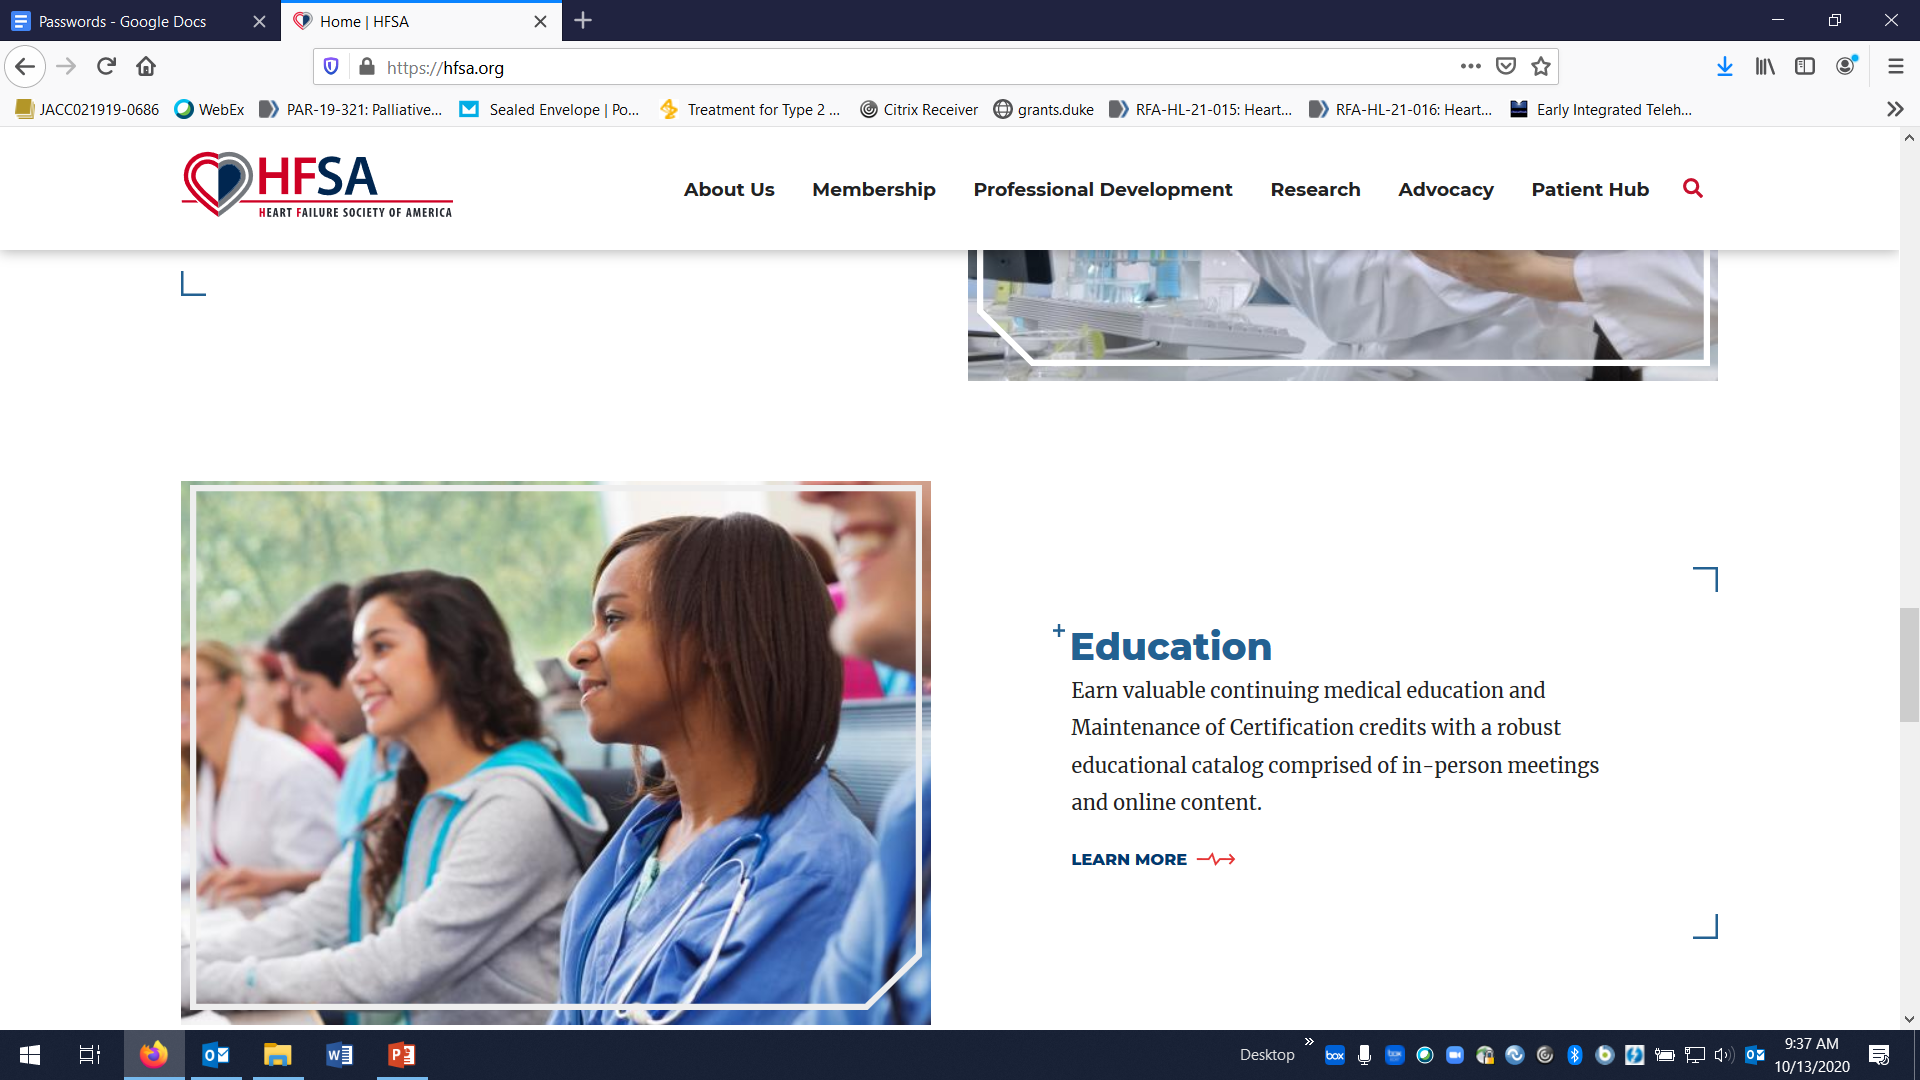 Passwords - Google Docs
Home | HFSA
https://hfsa.org
JACC021919-0686 WebEx PAR-19-321: Palliative... Sealed Envelope | Po... Treatment for Type 2 ... Citrix Receiver grants.duke RFA-HL-21-015: Heart... RFA-HL-21-016: Heart... Early Integrated Teleh...
HFSA
HEART FAILURE SOCIETY OF AMERICA
About Us Membership Professional Development Research Advocacy Patient Hub
Education
Earn valuable continuing medical education and
Maintenance of Certification credits with a robust
educational catalog comprised of in-person meetings
and online content.
LEARN MORE
Desktop
box
9:37 AM
10/13/2020